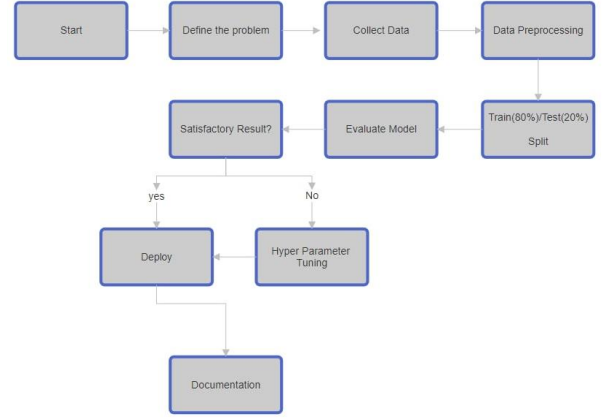 Start
Define the problem
Collect Data
Data Preprocessing
Train(80%)/Test(20%)
Split
Evaluate Model
Satisfactory Result?
yes
No
Deploy
Hyper Parameter
Tuning
Documentation